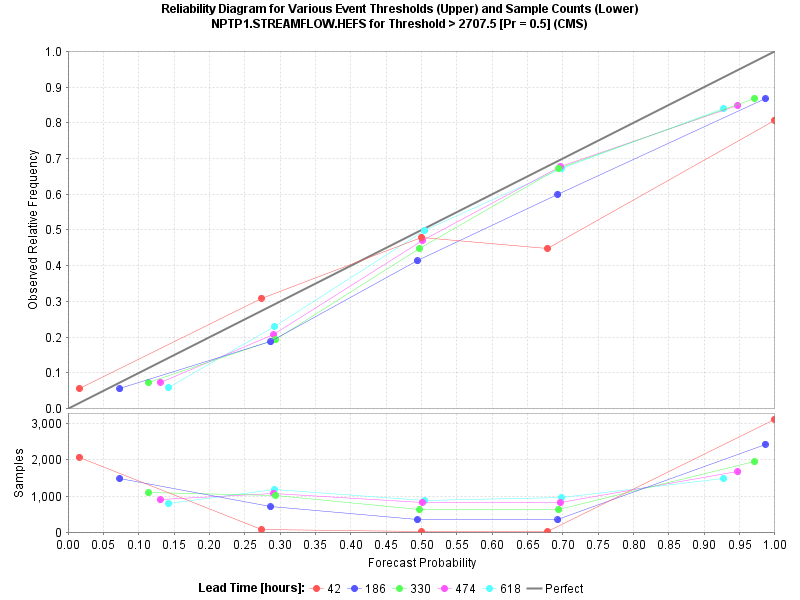 Reliability Diagram for Various Event Thresholds (Upper) and Sample Counts (Lower)
NPTP1.STREAMFLOW.HEFS for Threshold > 2707.5 [Pr = 0.5] (CMS)
Observed Relative Frequency
1.0
0.9
0.8
0.7
0.6
0.5
0.4
0.3
0.2
0.1
0.0
Samples
3,000
2,000
1,000
0
0.00 0.05 0.10 0.15 0.20 0.25 0.30 0.35 0.40 0.45 0.50 0.55 0.60 0.65 0.70 0.75 0.80 0.85 0.90 0.95 1.00
Forecast Probability
Lead Time [hours]: 42 186 330 474 618 Perfect